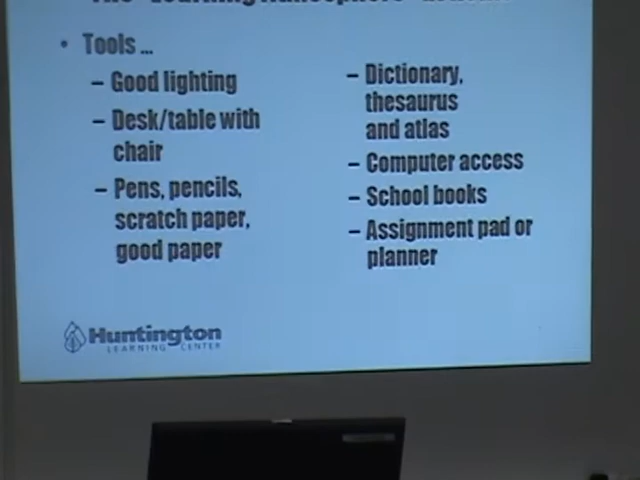 • Tools ...
– Good lighting
– Desk/table with
chair
– Pens, pencils,
scratch paper,
good paper
– Dictionary,
thesaurus
and atlas
– Computer access
– School books
– Assignment pad or
planner
Huntington
LEARNING CENTER